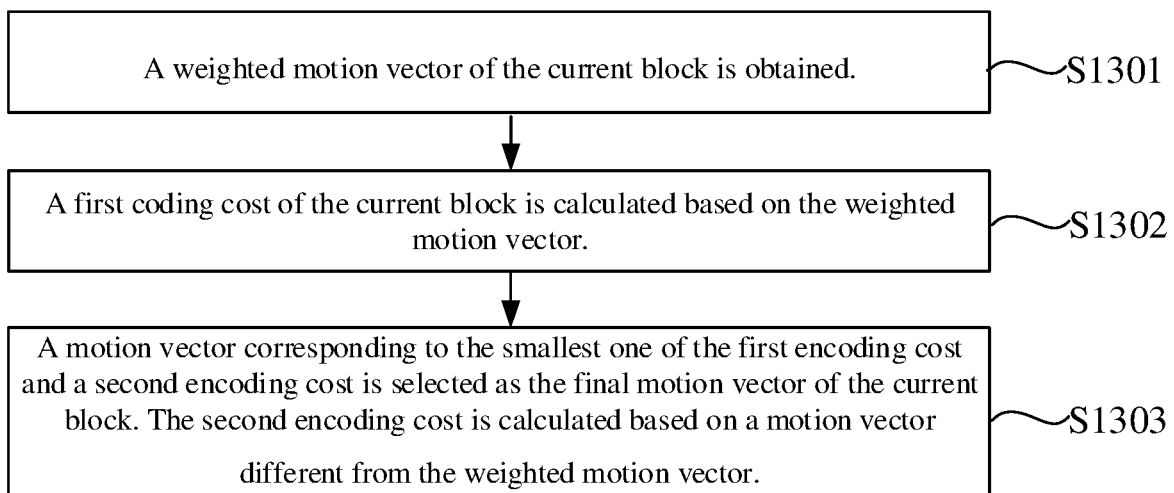 A weighted motion vector of the current block is obtained.
S1301
A first coding cost of the current block is calculated based on the weighted
motion vector.
S1302
A motion vector corresponding to the smallest one of the first encoding cost
and a second encoding cost is selected as the final motion vector of the current
block. The second encoding cost is calculated based on a motion vector
different from the weighted motion vector.
S1303